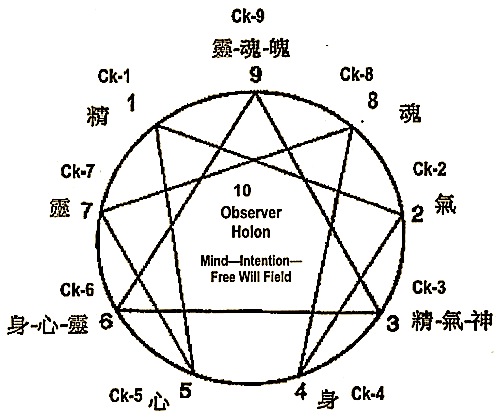 Ck-9
靈-魂-魄
9
Ck-1
1
精
Ck-8
8
魂
Ck-7
靈 7
Ck-2
2 氣
10
Observer
Holon
Mind—Intention—
Free Will Field
Ck-6
身-心-靈 6
Ck-3
3 精-氣-神
Ck-5 心 5
4 身 Ck-4